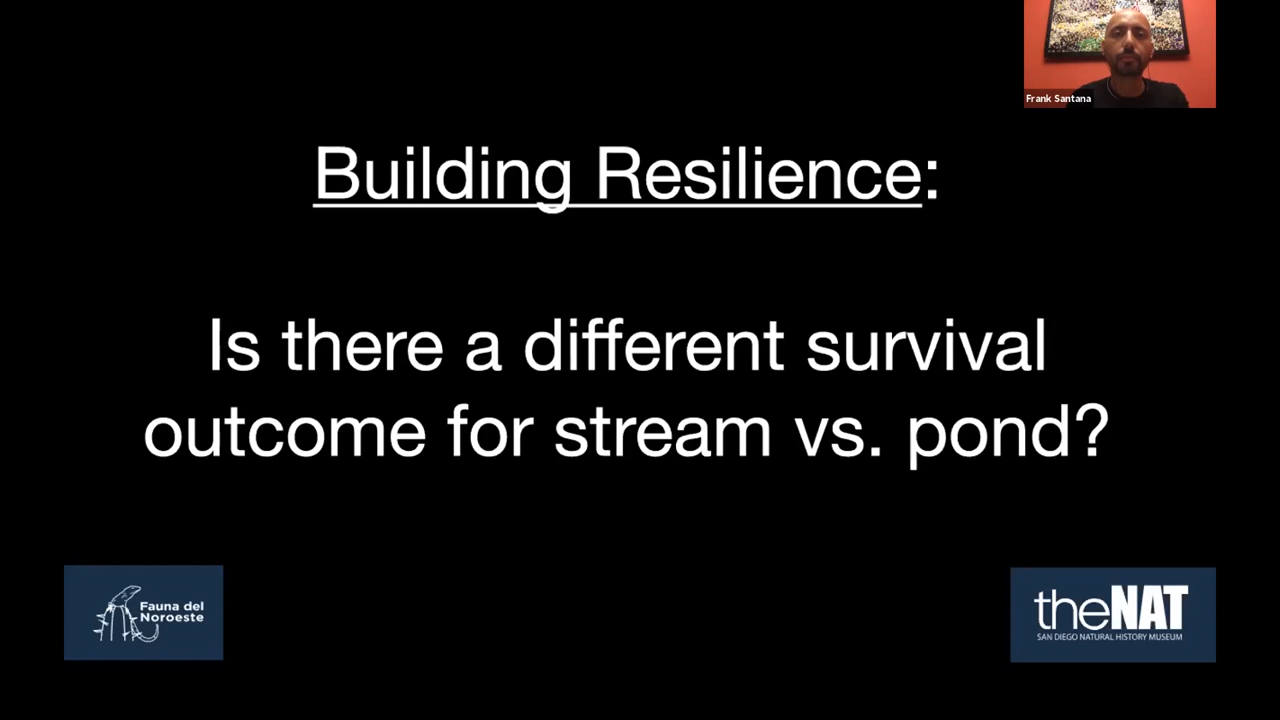 Frank Santana
Building Resilience:
Is there a different survival
outcome for stream vs. pond?
Fauna del
Noroeste
theNAT
SAN DIEGO NATURAL HISTORY MUSEUM